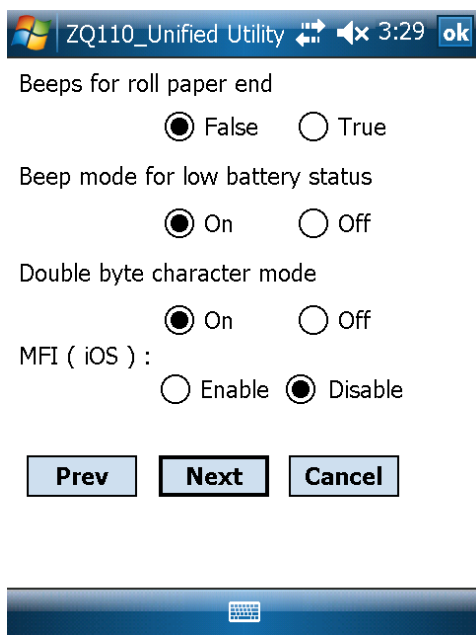 ZQ110_Unified Utility 3:29 ok
Beeps for roll paper end
False True
Beep mode for low battery status
On Off
Double byte character mode
On Off
MFI ( iOS ) :
Enable Disable
Prev Next Cancel